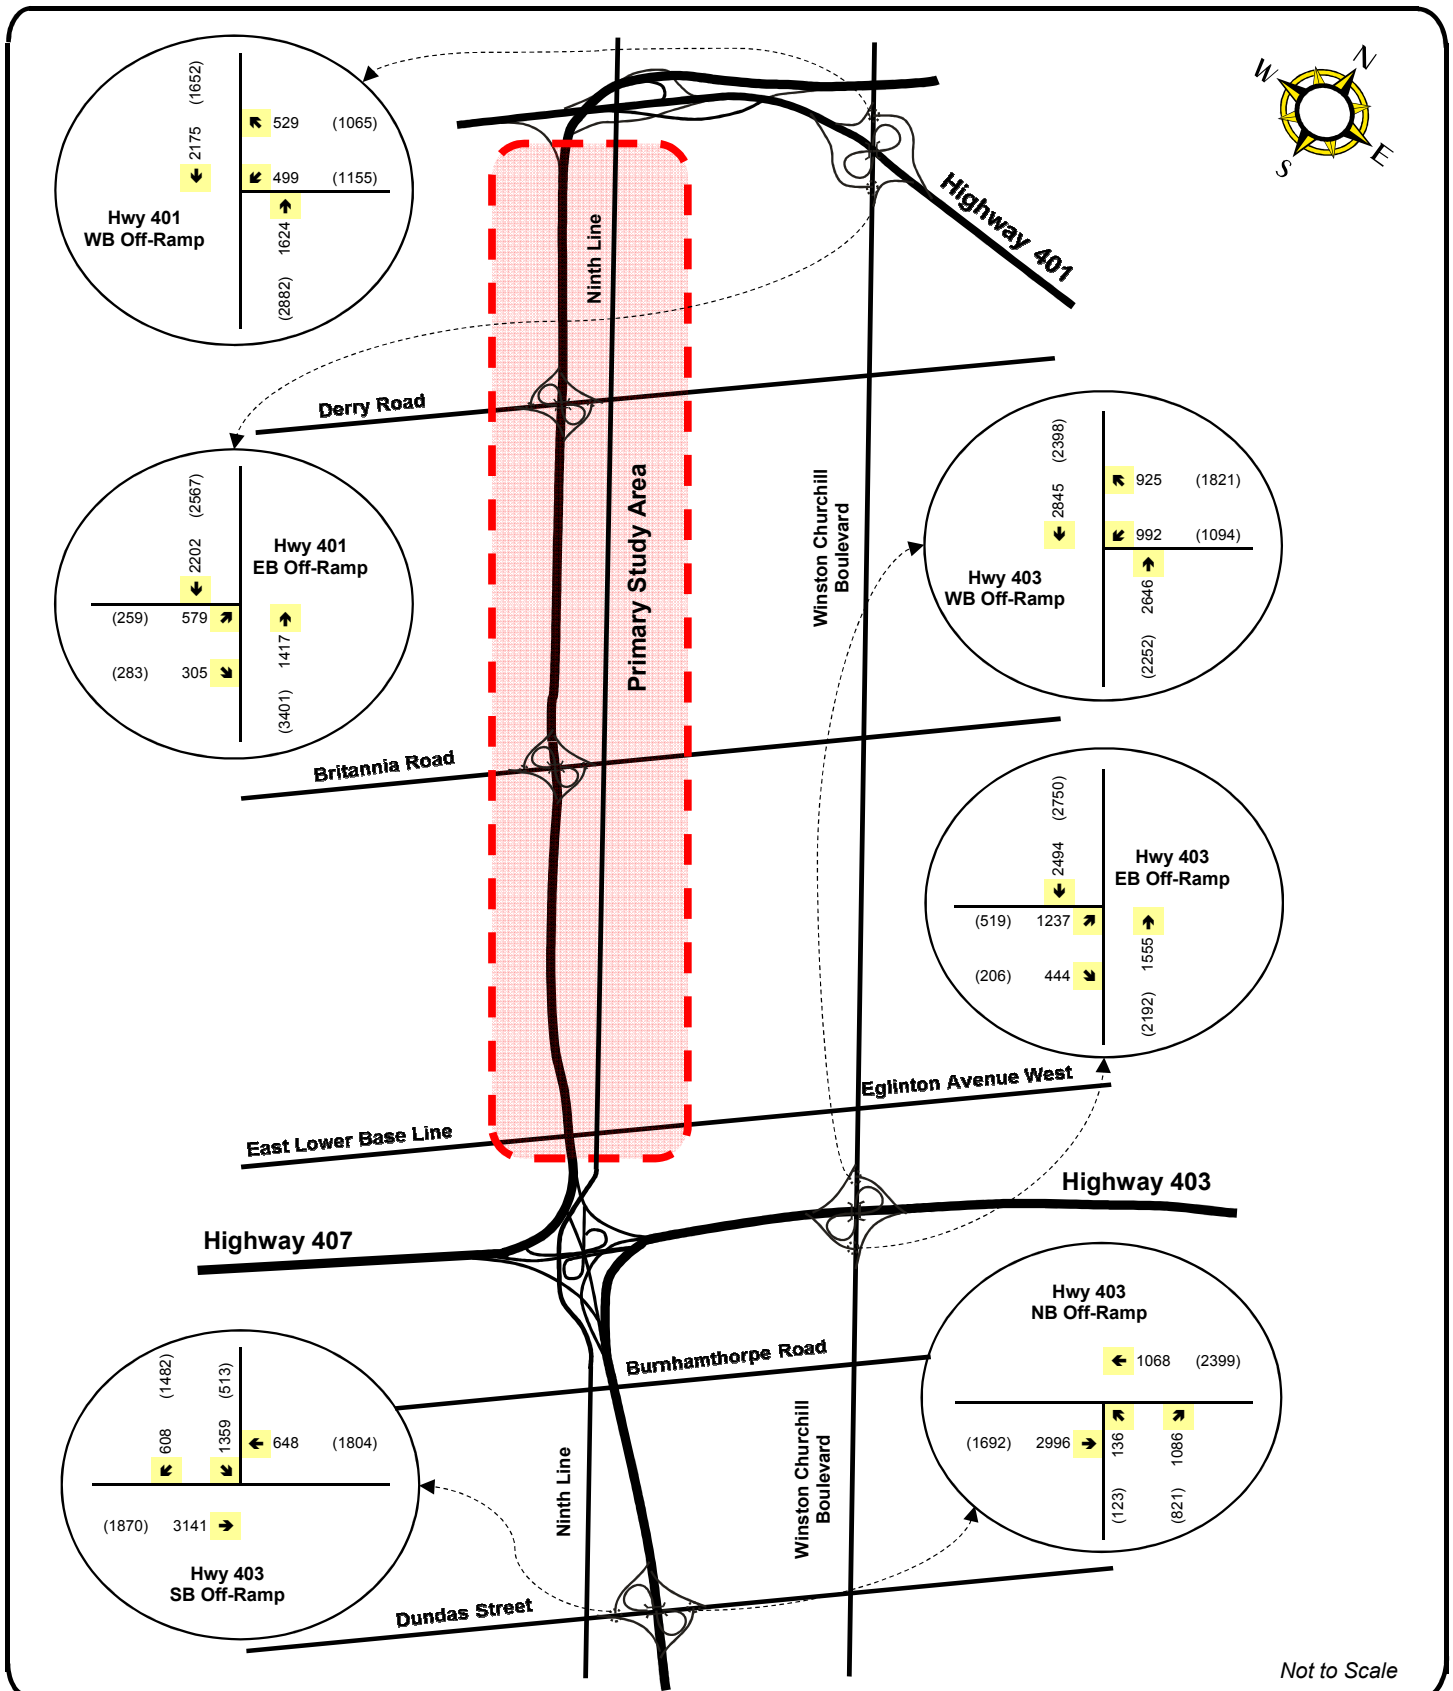 W
N
S
E
(1652)
2175
529 (1065)
499 (1155)
1624
(2882)
Hwy 401
WB Off-Ramp
Highway 401
Ninth Line
Derry Road
(2567)
2202
Hwy 401
EB Off-Ramp
(259) 579
(283) 305
1417
(3401)
Primary Study Area
Winston Churchill
Boulevard
(2398)
2845
925 (1821)
992 (1094)
2646
(2252)
Hwy 403
WB Off-Ramp
Britannia Road
(2750)
2494
Hwy 403
EB Off-Ramp
(519) 1237
(206) 444
1555
(2192)
Eglinton Avenue West
East Lower Base Line
Highway 403
Highway 407
Hwy 403
NB Off-Ramp
1068 (2399)
(1692) 2996
136
1086
(123)
(821)
Burnhamthorpe Road
(1482)
(513)
608
1359
648 (1804)
(1870) 3141
Hwy 403
SB Off-Ramp
Ninth Line
Winston Churchill
Boulevard
Dundas Street
Not to Scale